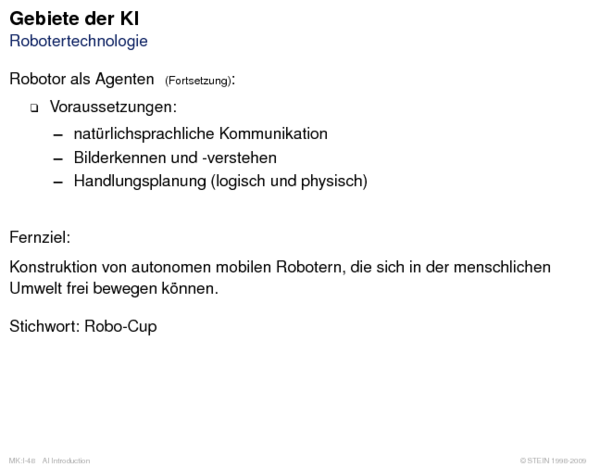 Gebiete der KI
Robotertechnologie
Robotor als Agenten (Fortsetzung):
❑ Voraussetzungen:
– natürlichsprachliche Kommunikation
– Bilderkennen und -verstehen
– Handlungsplanung (logisch und physisch)
Fernziel:
Konstruktion von autonomen mobilen Robotern, die sich in der menschlichen
Umwelt frei bewegen können.
Stichwort: Robo-Cup
MK:I-48 AI Introduction
© STEIN 1998-2009